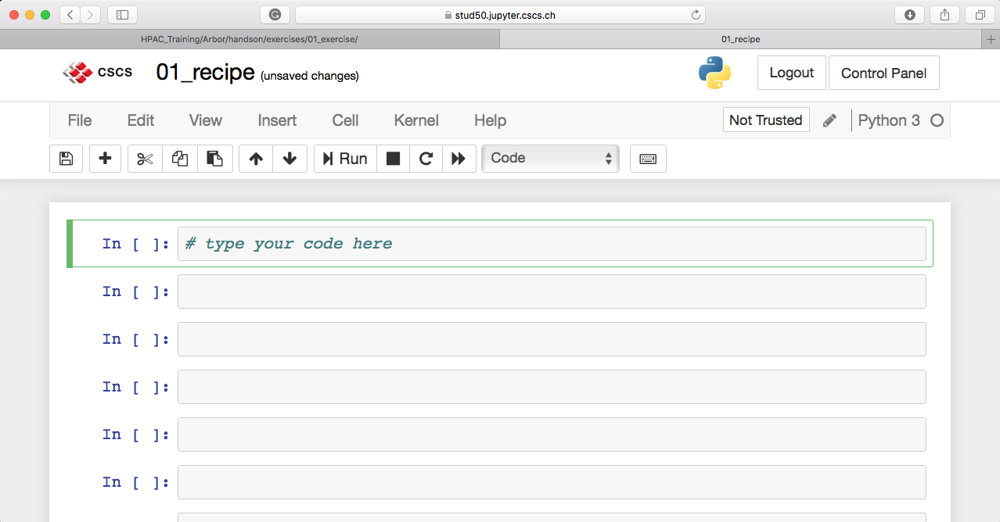 stud50.jupyter.cscs.ch
HPAC_Training/Arbor/handson/exercises/01_exercise/ 01_recipe
CSCS 01_recipe (unsaved changes) Logout Control Panel
File Edit View Insert Cell Kernel Help Not Trusted Python 3
Run Code
In [ ]: # type your code here
In [ ]:
In [ ]:
In [ ]:
In [ ]:
In [ ]: